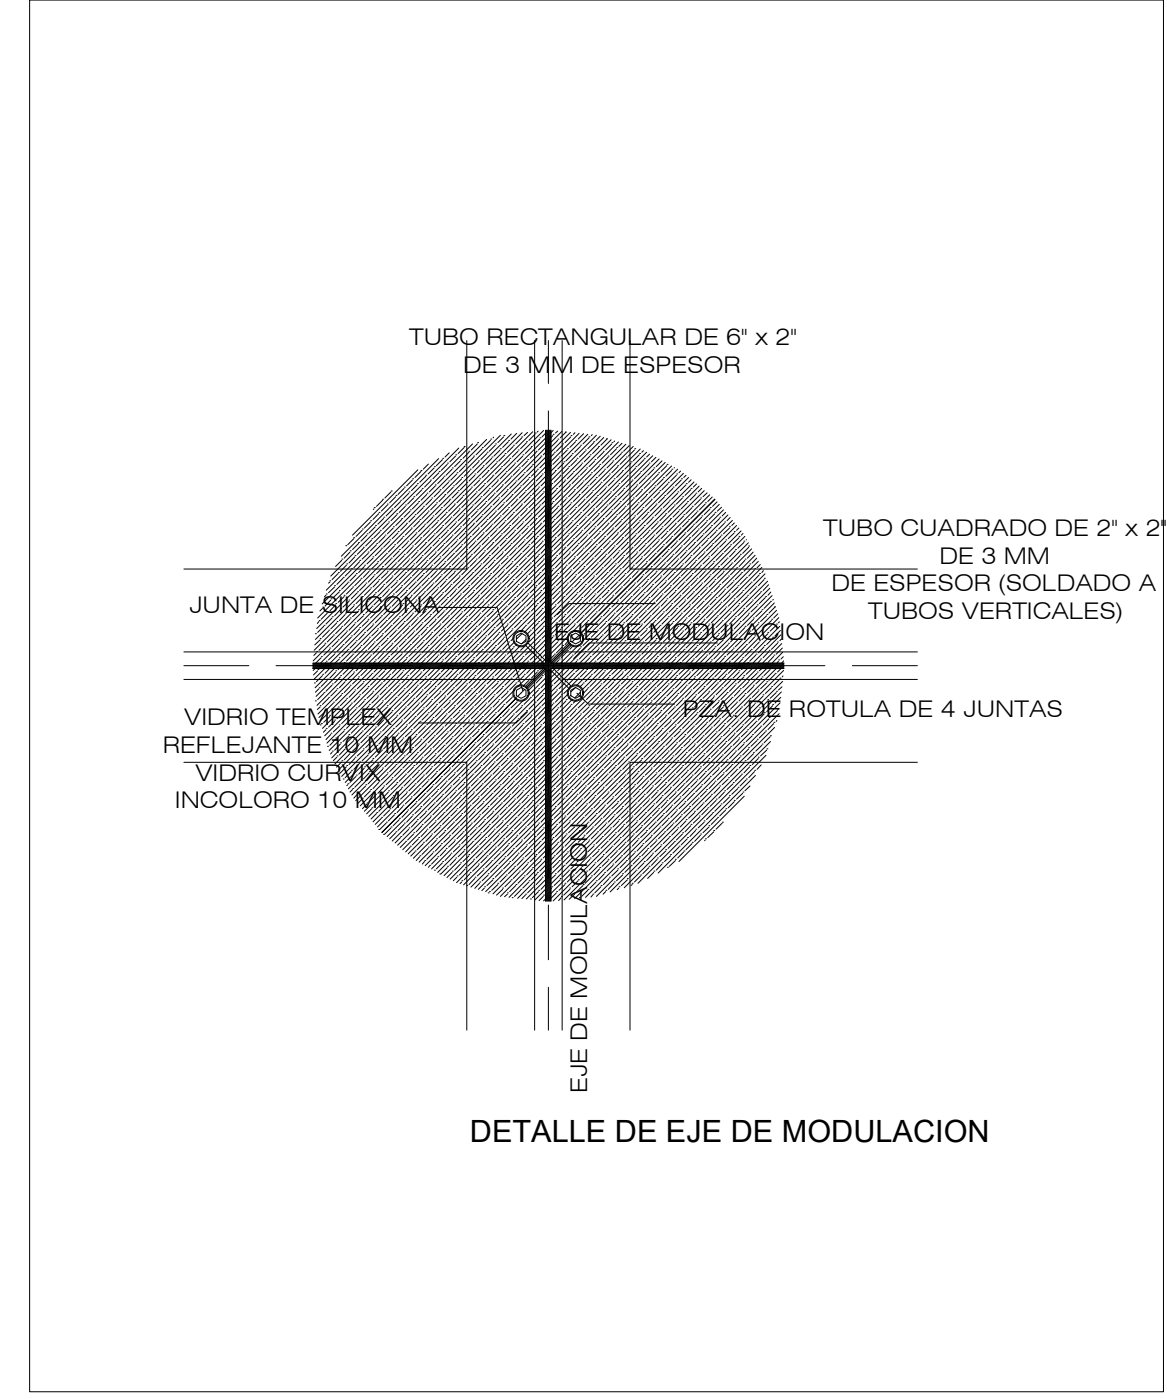 TUBO RECTANGULAR DE 6" x 2"
DE 3 MM DE ESPESOR
TUBO CUADRADO DE 2" x 2"
DE 3 MM
DE ESPESOR (SOLDADO A
TUBOS VERTICALES)
JUNTA DE SILICONA
EJE DE MODULACION
PZA. DE ROTULA DE 4 JUNTAS
VIDRIO TEMPLEX
REFLEJANTE 10 MM
VIDRIO CURVIX
INCOLORO 10 MM
EJE DE MODULACION
DETALLE DE EJE DE MODULACION